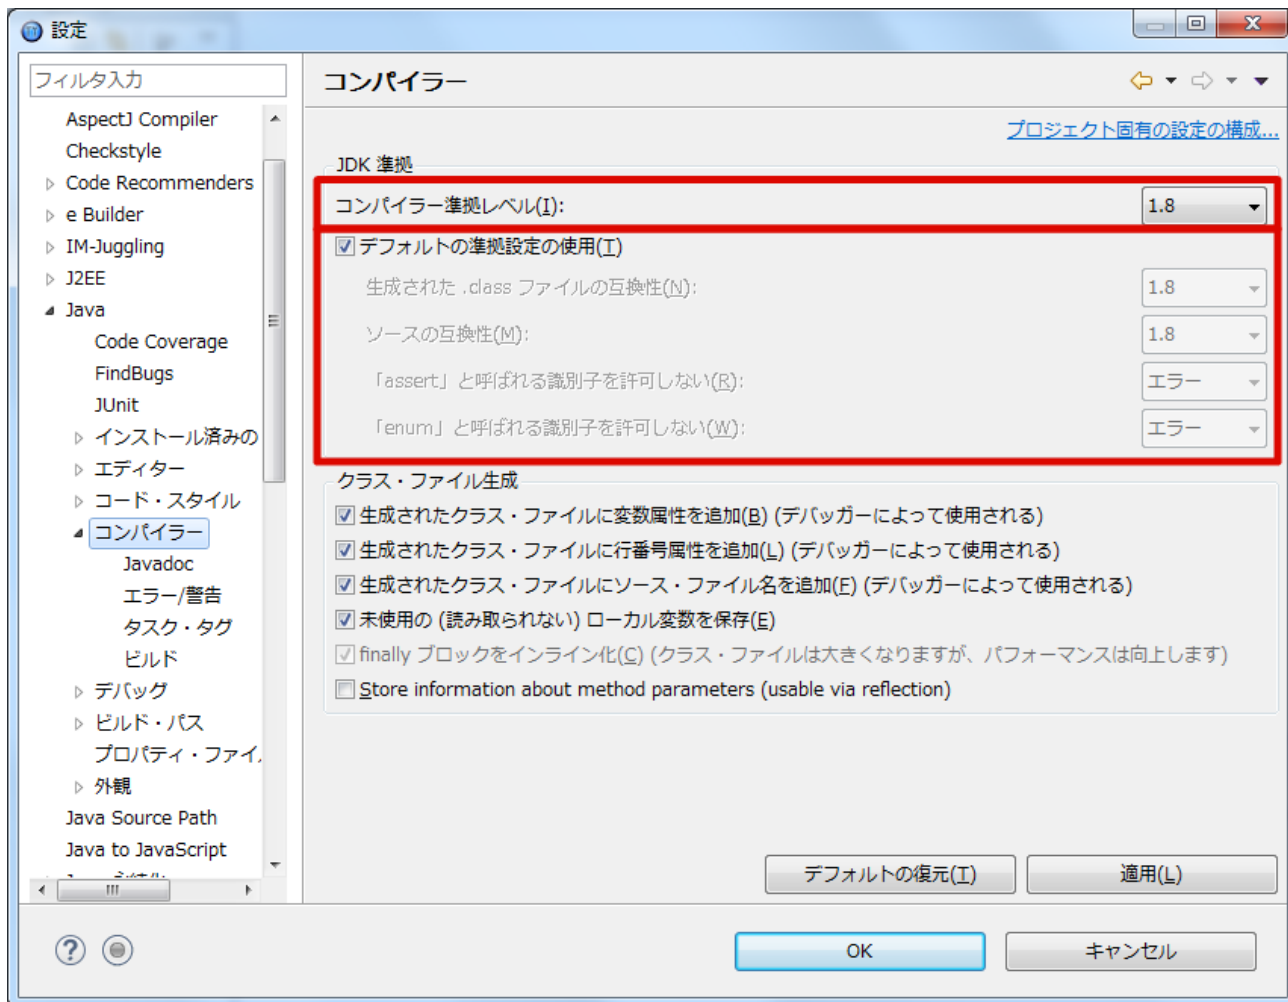 設定
フィルタ入力
AspectJ Compiler
Checkstyle
Code Recommenders
e Builder
IM-Juggling
J2EE
Java
Code Coverage
FindBugs
JUnit
インストール済みの
エディター
コード・スタイル
コンパイラー
Javadoc
エラー/警告
タスク・タグ
ビルド
デバッグ
ビルド・パス
プロパティ・ファイ
外観
Java Source Path
Java to JavaScript
コンパイラー
プロジェクト固有の設定の構成...
JDK 準拠
コンパイラー準拠レベル(I):
1.8
デフォルトの準拠設定の使用(T)
生成された .class ファイルの互換性(N):
1.8
ソースの互換性(M):
1.8
「assert」と呼ばれる識別子を許可しない(R):
エラー
「enum」と呼ばれる識別子を許可しない(W):
エラー
クラス・ファイル生成
生成されたクラス・ファイルに変数属性を追加(B) (デバッガーによって使用される)
生成されたクラス・ファイルに行番号属性を追加(L) (デバッガーによって使用される)
生成されたクラス・ファイルにソース・ファイル名を追加(F) (デバッガーによって使用される)
未使用の (読み取られない) ローカル変数を保存(E)
finally ブロックをインライン化(C) (クラス・ファイルは大きくなりますが、パフォーマンスは向上します)
Store information about method parameters (usable via reflection)
デフォルトの復元(T)
適用(L)
OK
キャンセル